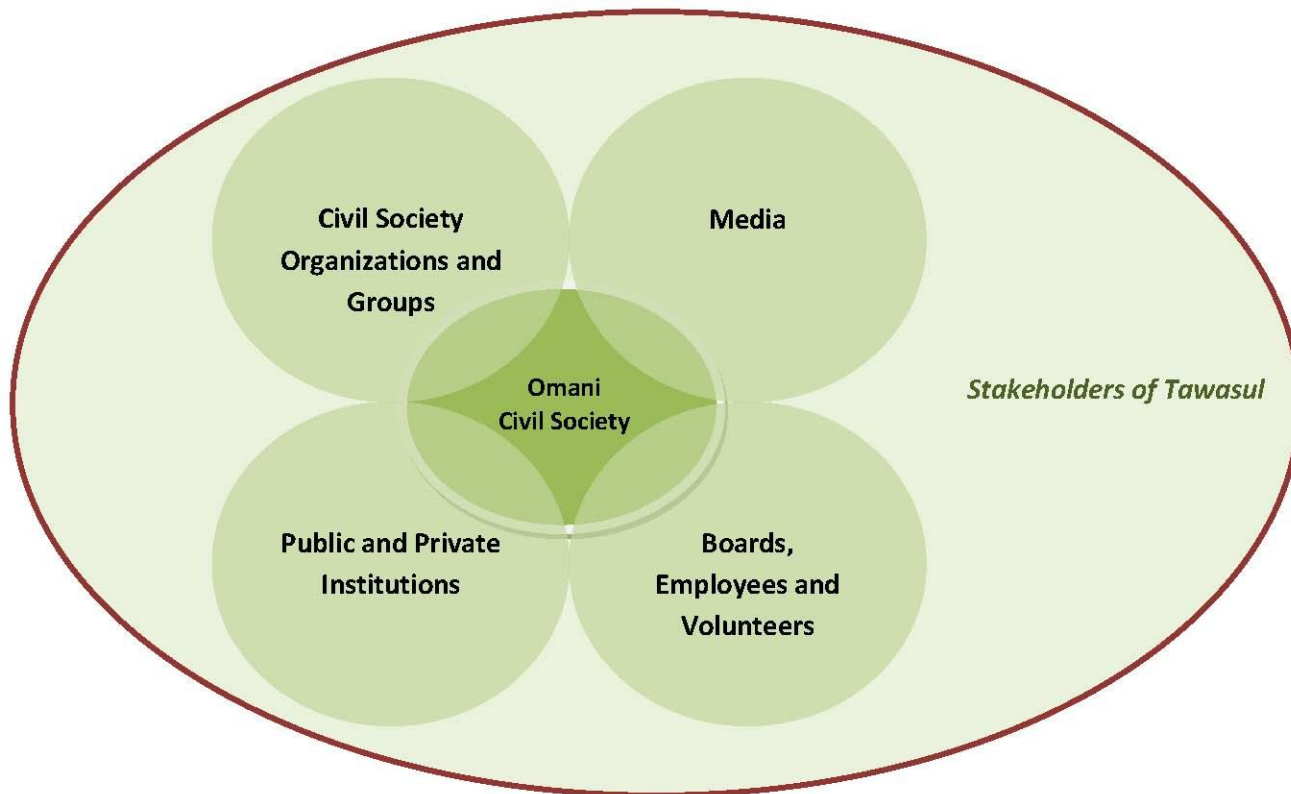 Civil Society
Organizations and
Groups
Media
Omani
Civil Society
Stakeholders of Tawasul
Public and Private
Institutions
Boards,
Employees and
Volunteers